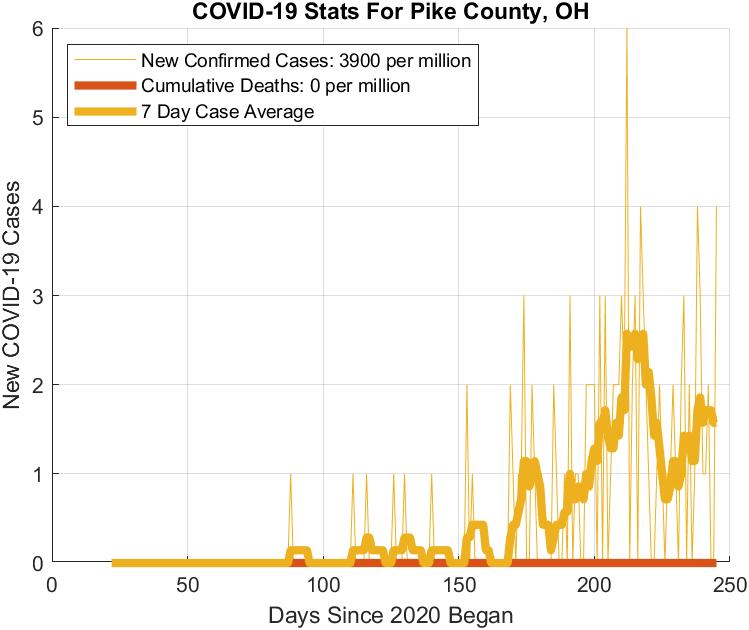 COVID-19 Stats For Pike County, OH
New Confirmed Cases: 3900 per million
Cumulative Deaths: 0 per million
7 Day Case Average
New COVID-19 Cases
6
5
4
3
2
1
0
0 50 100 150 200 250
Days Since 2020 Began